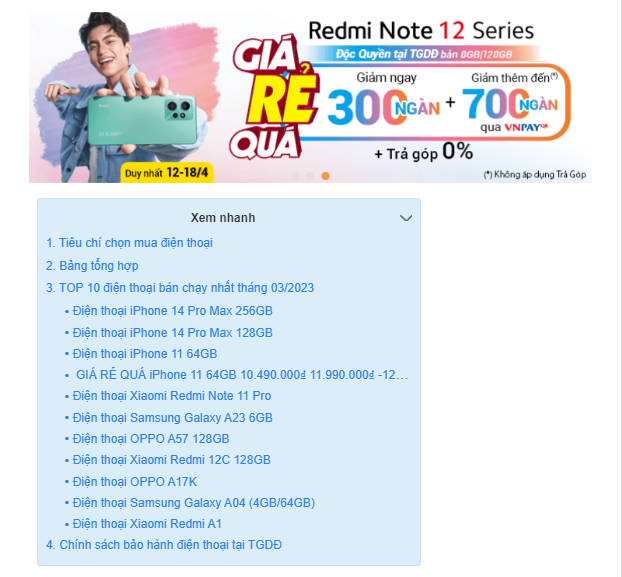 Redmi Note 12 Series
Độc Quyền tại TGDĐ bản 8GB|128GB
GIÁ
RẺ
QUÁ
Giảm ngay
300 NGÀN
+
Giảm thêm đến(*)
700 NGÀN
qua VNPAYQR
+ Trả góp 0%
Duy nhất 12-18/4
(*) Không áp dụng Trả Góp
Xem nhanh
1. Tiêu chí chọn mua điện thoại
2. Bảng tổng hợp
3. TOP 10 điện thoại bán chạy nhất tháng 03/2023
• Điện thoại iPhone 14 Pro Max 256GB
• Điện thoại iPhone 14 Pro Max 128GB
• Điện thoại iPhone 11 64GB
• GIÁ RẺ QUÁ iPhone 11 64GB 10.490.000₫ 11.990.000₫ -12…
• Điện thoại Xiaomi Redmi Note 11 Pro
• Điện thoại Samsung Galaxy A23 6GB
• Điện thoại OPPO A57 128GB
• Điện thoại Xiaomi Redmi 12C 128GB
• Điện thoại OPPO A17K
• Điện thoại Samsung Galaxy A04 (4GB/64GB)
• Điện thoại Xiaomi Redmi A1
4. Chính sách bảo hành điện thoại tại TGDĐ